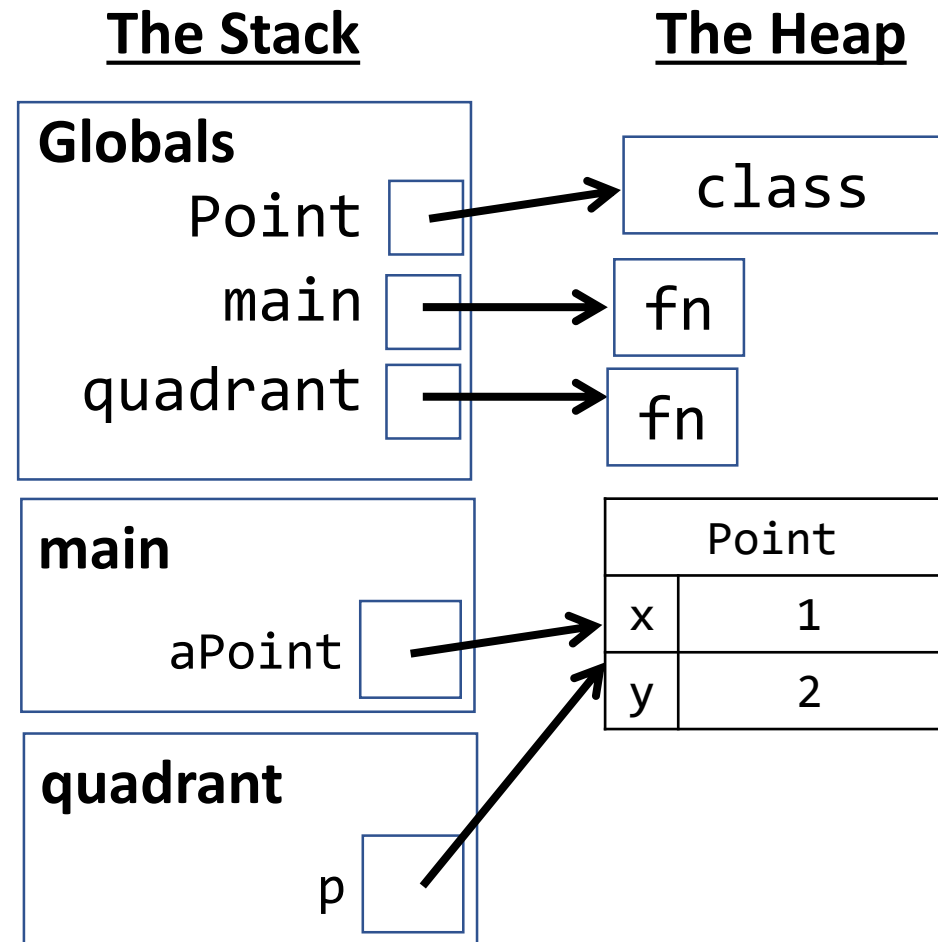 The Stack
The Heap
Globals
Point
class
main
fn
quadrant
fn
main
Point
x 1
aPoint
y 2
quadrant
p